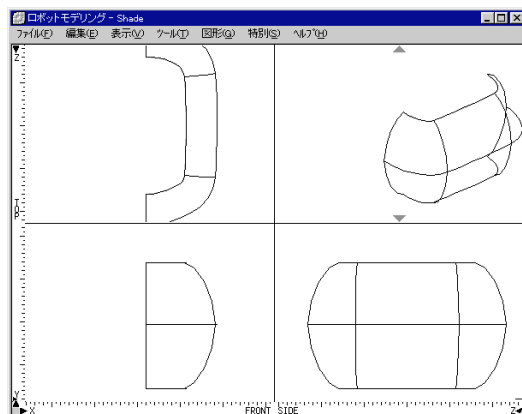 ロボットモデリング - Shade
ファイル(F) 編集(E) 表示(V) ツール(T) 図形(G) 特別(S) ヘルプ(H)
Z
TOP
Y
X FRONT SIDE Z